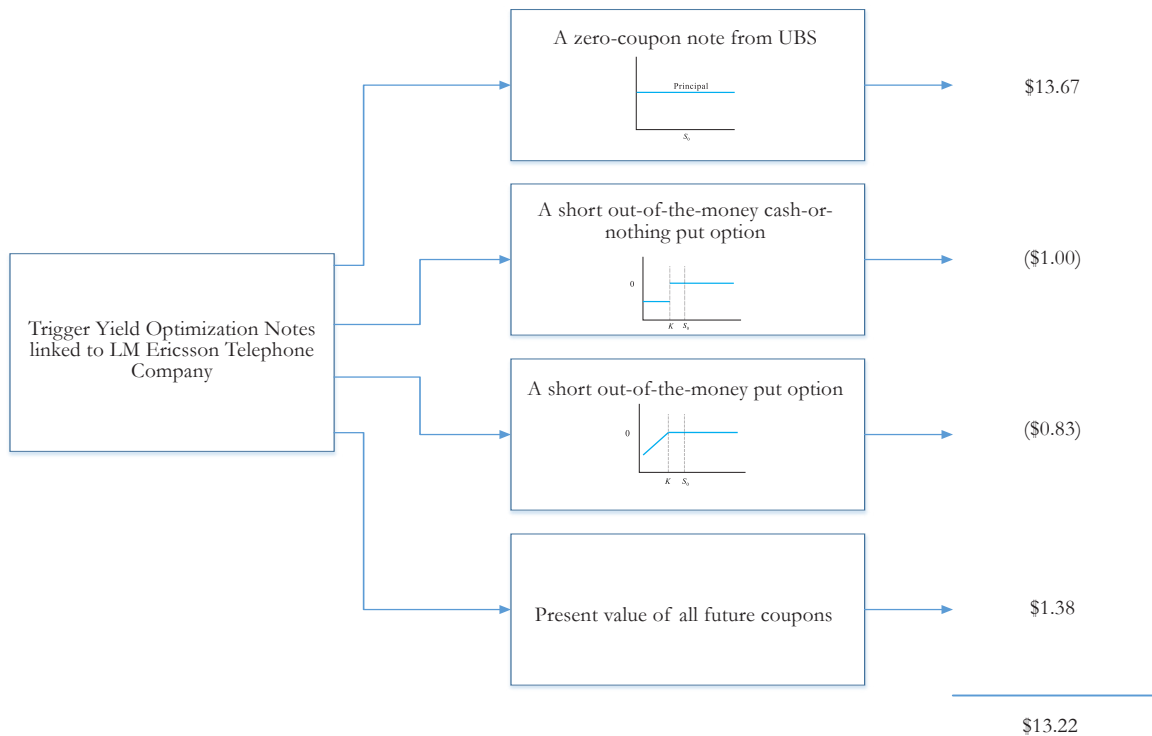 A zero-coupon note from UBS
Principal
S0
$13.67
A short out-of-the-money cash-or-
nothing put option
0
K S0
($1.00)
Trigger Yield Optimization Notes
linked to LM Ericsson Telephone
Company
A short out-of-the-money put option
0
K S0
($0.83)
Present value of all future coupons
$1.38
$13.22